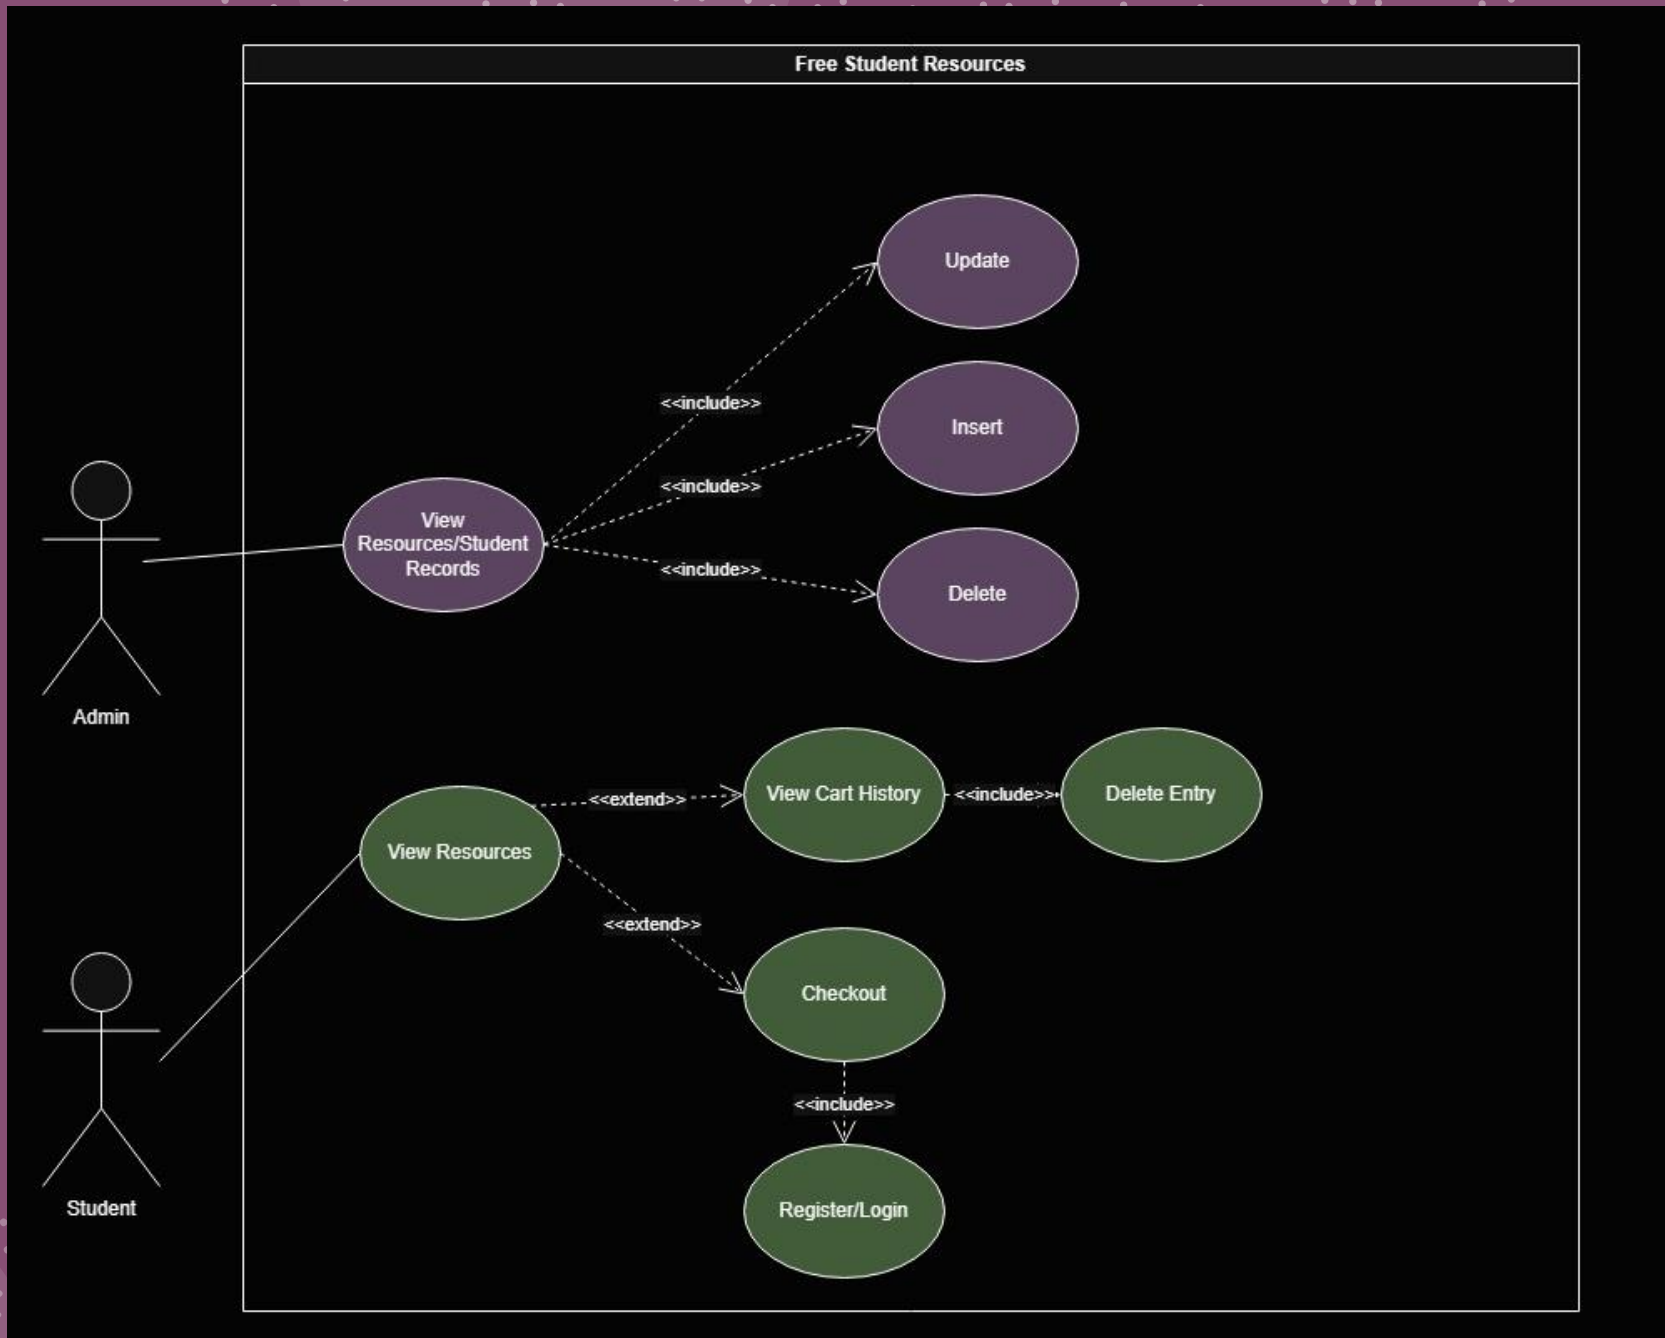 Free Student Resources
Update
<<include>>
Insert
<<include>>
View
Resources/Student
Records
<<include>>
Delete
Admin
View Cart History
<<include>>
Delete Entry
<<extend>>
View Resources
<<extend>>
Checkout
<<include>>
Student
Register/Login